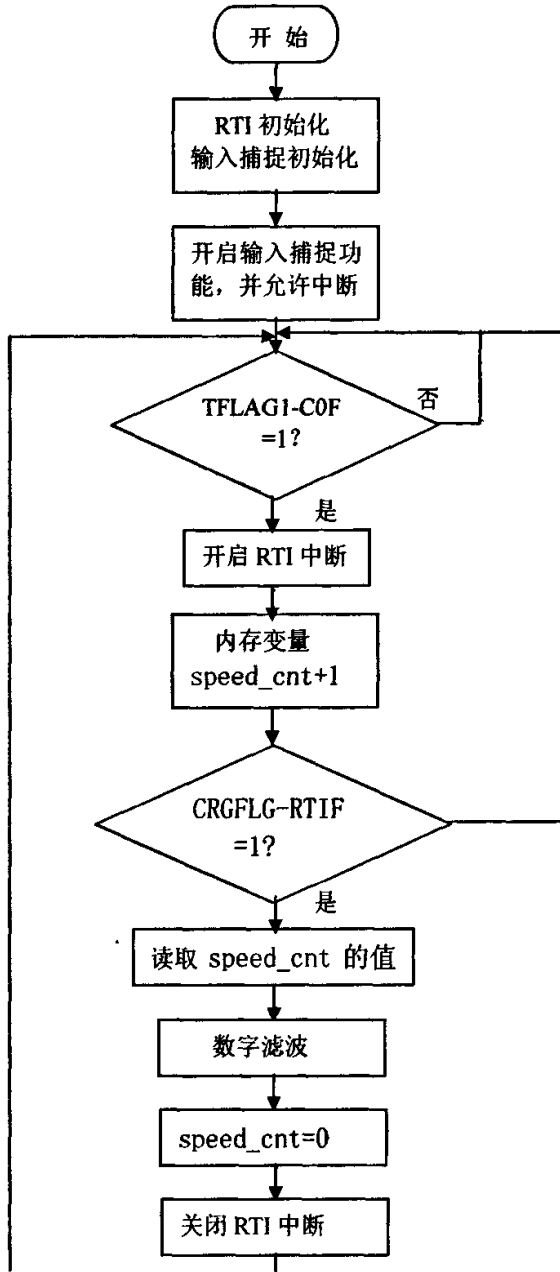 开 始
RTI 初始化
输入捕捉初始化
开启输入捕捉功
能，并允许中断
TFLAG1-C0F
=1?
否
是
开启 RTI 中断
内存变量
speed_cnt+1
CRGFLG-RTIF
=1?
是
读取 speed_cnt 的值
数字滤波
speed_cnt=0
关闭 RTI 中断